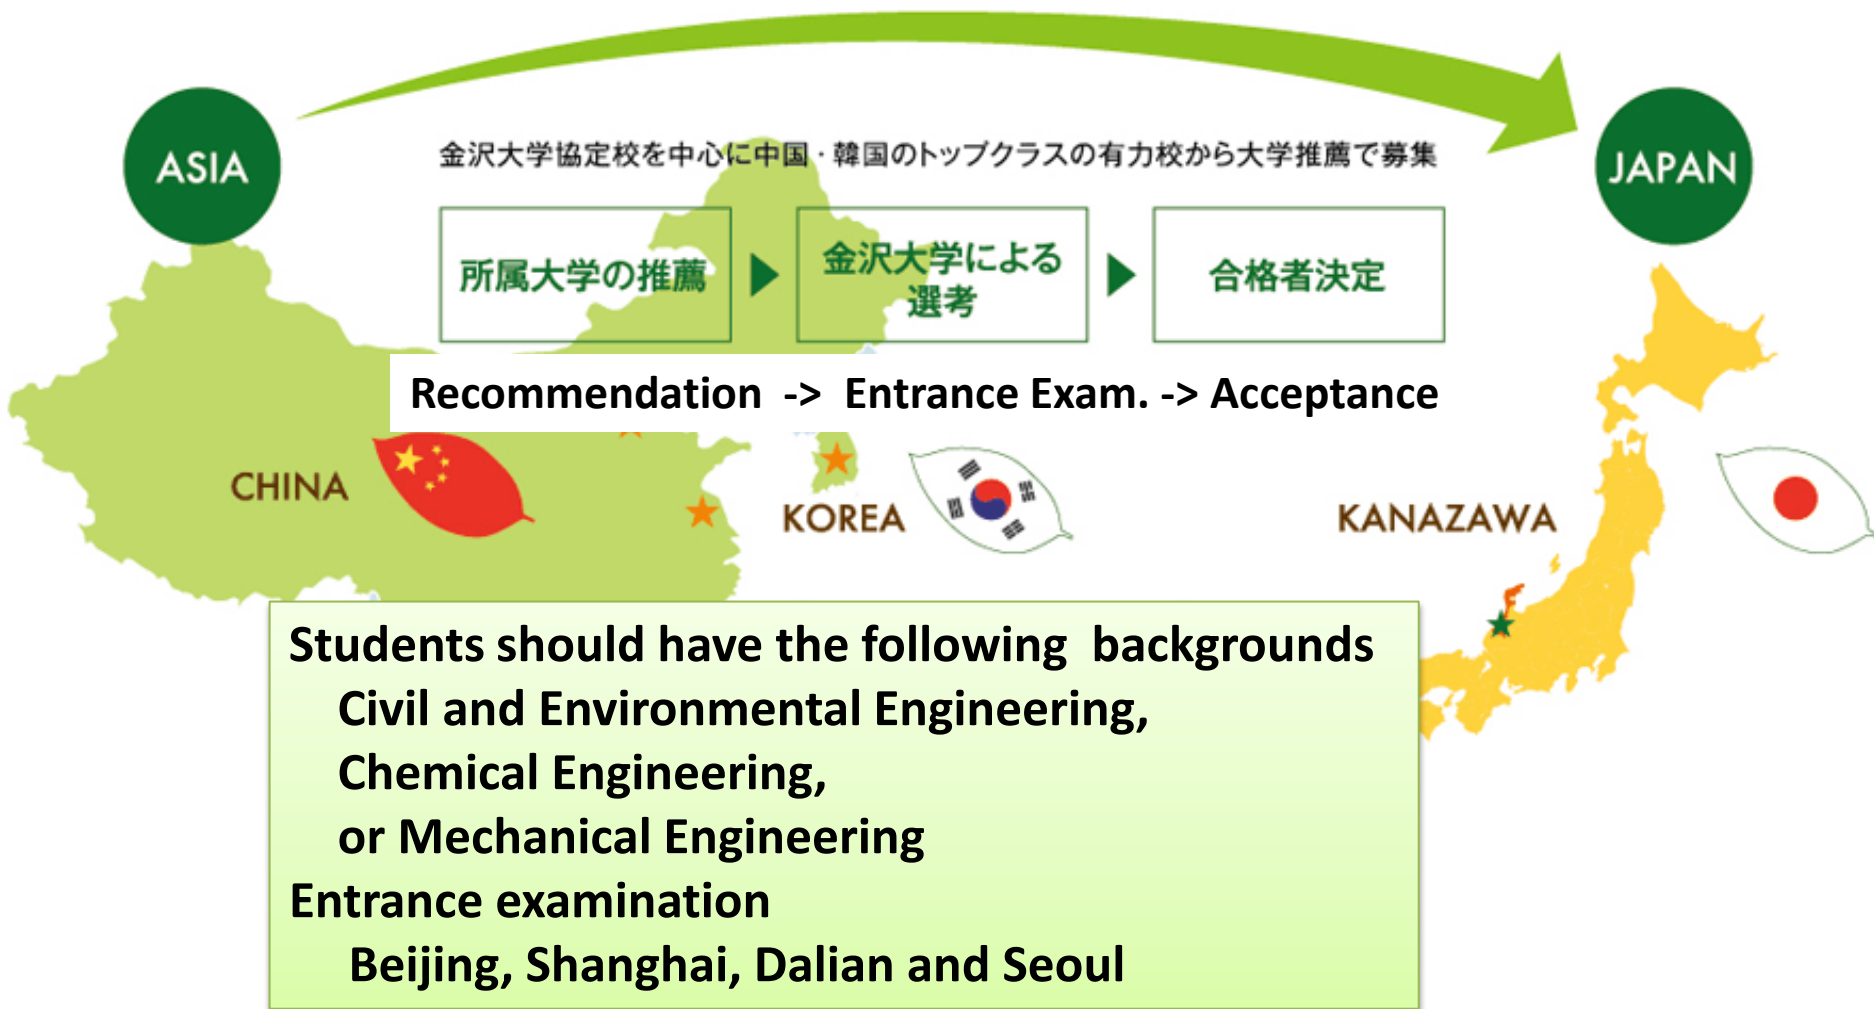 ASIA
JAPAN
金沢大学協定校を中心に中国・韓国のトップクラスの有力校から大学推薦で募集
所属大学の推薦
金沢大学による
選考
合格者決定
Recommendation -> Entrance Exam. -> Acceptance
CHINA
KOREA
KANAZAWA
Students should have the following backgrounds
Civil and Environmental Engineering,
Chemical Engineering,
or Mechanical Engineering
Entrance examination
Beijing, Shanghai, Dalian and Seoul